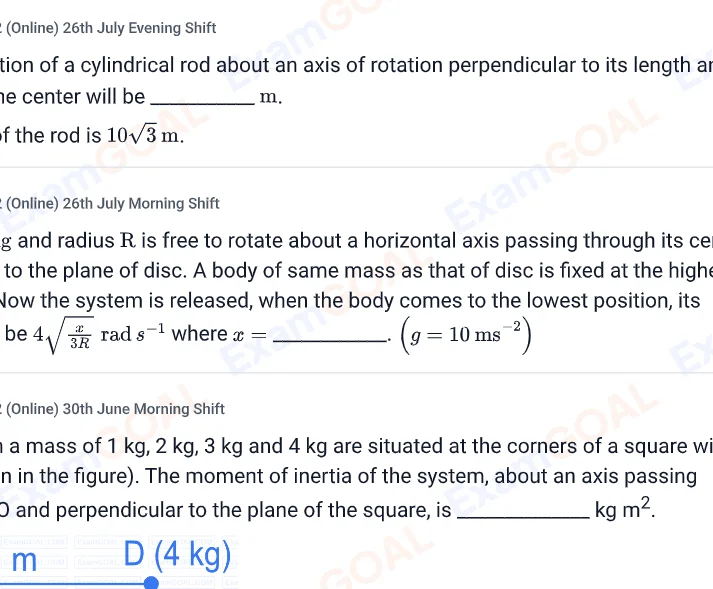 (Online) 26th July Evening Shift
tion of a cylindrical rod about an axis of rotation perpendicular to its length
center will be __________ m.
of the rod is 10√3 m.
(Online) 26th July Morning Shift
g and radius R is free to rotate about a horizontal axis passing through its
to the plane of disc. A body of same mass as that of disc is fixed at the
Now the system is released, when the body comes to the lowest position, its
be 4√(x/3R) rad s⁻¹ where x = __________. (g = 10 ms⁻²)
(Online) 30th June Morning Shift
a mass of 1 kg, 2 kg, 3 kg and 4 kg are situated at the corners of a square
n in the figure). The moment of inertia of the system, about an axis passing
O and perpendicular to the plane of the square, is __________ kg m².
m D (4 kg)
ExamGOAL
ExamGOAL
ExamGOAL